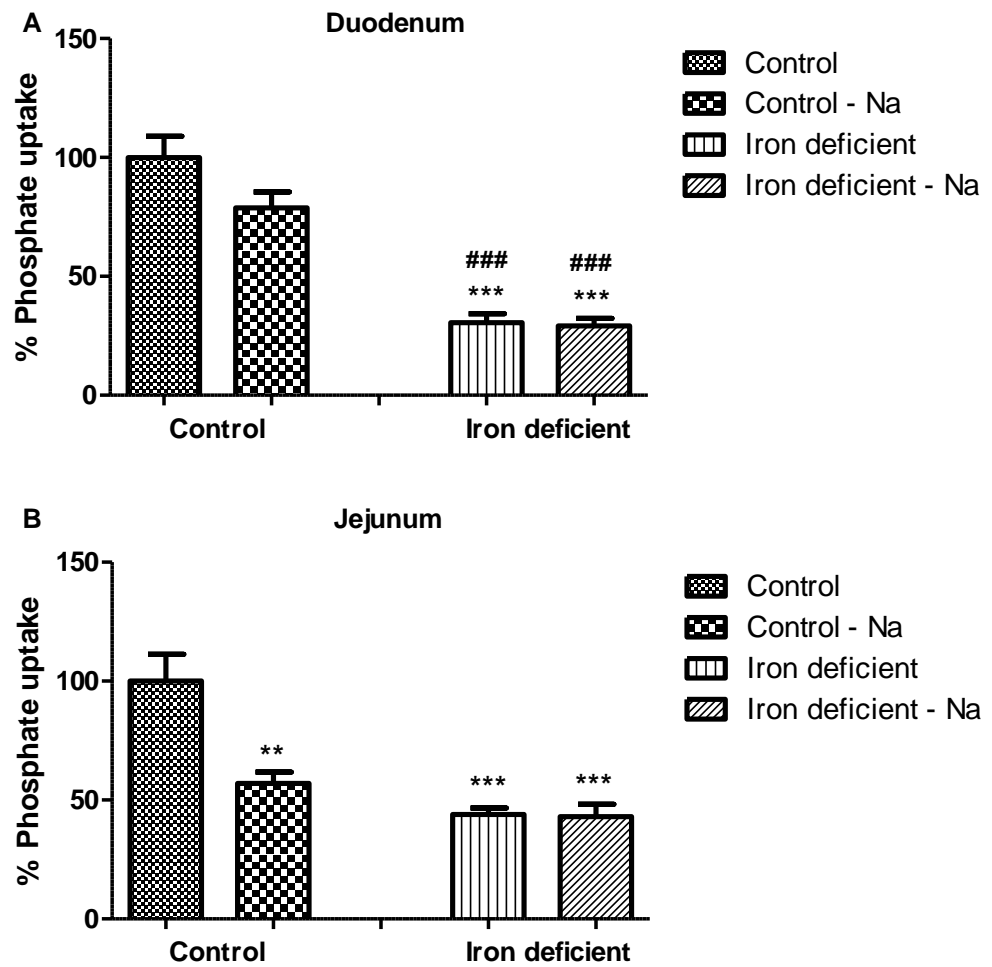 A
Duodenum
150
100
50
0
% Phosphate uptake
### ###
*** ***
Control Iron deficient
Control
Control - Na
Iron deficient
Iron deficient - Na
B
Jejunum
150
100
50
0
% Phosphate uptake
**
*** ***
Control Iron deficient
Control
Control - Na
Iron deficient
Iron deficient - Na